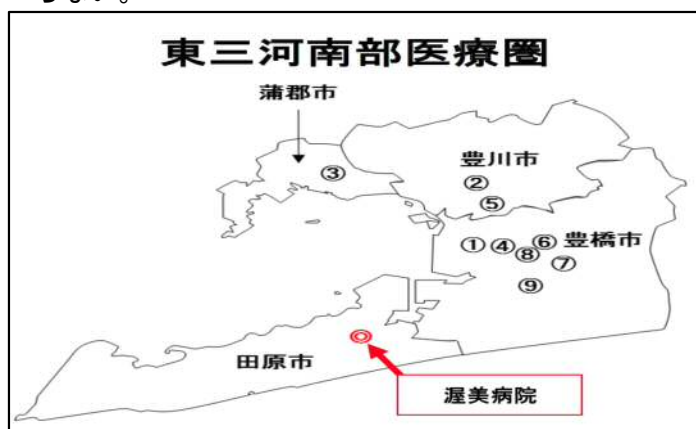 東三河南部医療圏
蒲郡市
豊川市
③
②
⑤
① ④ ⑥ 豊橋市
⑧
⑦
⑨
田原市
渥美病院